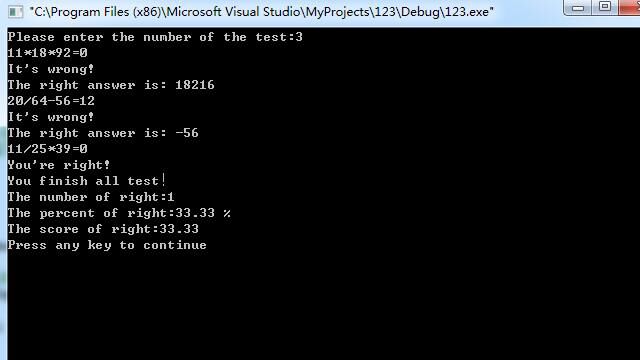 "C:\Program Files (x86)\Microsoft Visual Studio\MyProjects\123\Debug\123.exe"
Please enter the number of the test:3
11*18*92=0
It's wrong!
The right answer is: 18216
20/64-56=12
It's wrong!
The right answer is: -56
11/25*39=0
You're right!
You finish all test!
The number of right:1
The percent of right:33.33 %
The score of right:33.33
Press any key to continue